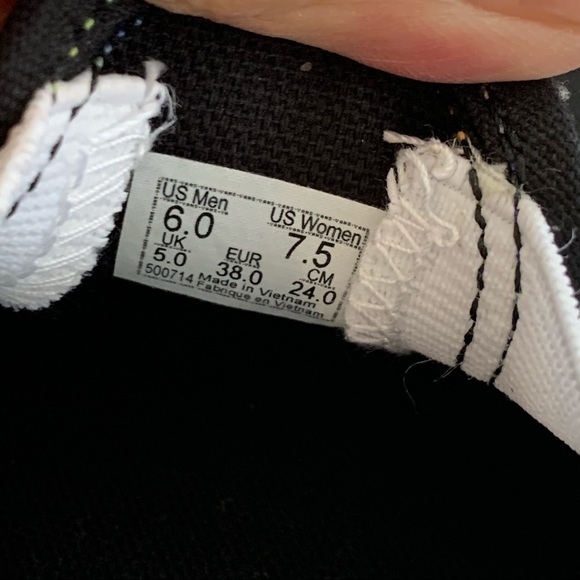 US Men US Women
6.0 7.5
UK EUR CM
5.0 38.0 24.0
500714 Made in Vietnam
Fabrique en Vietnam